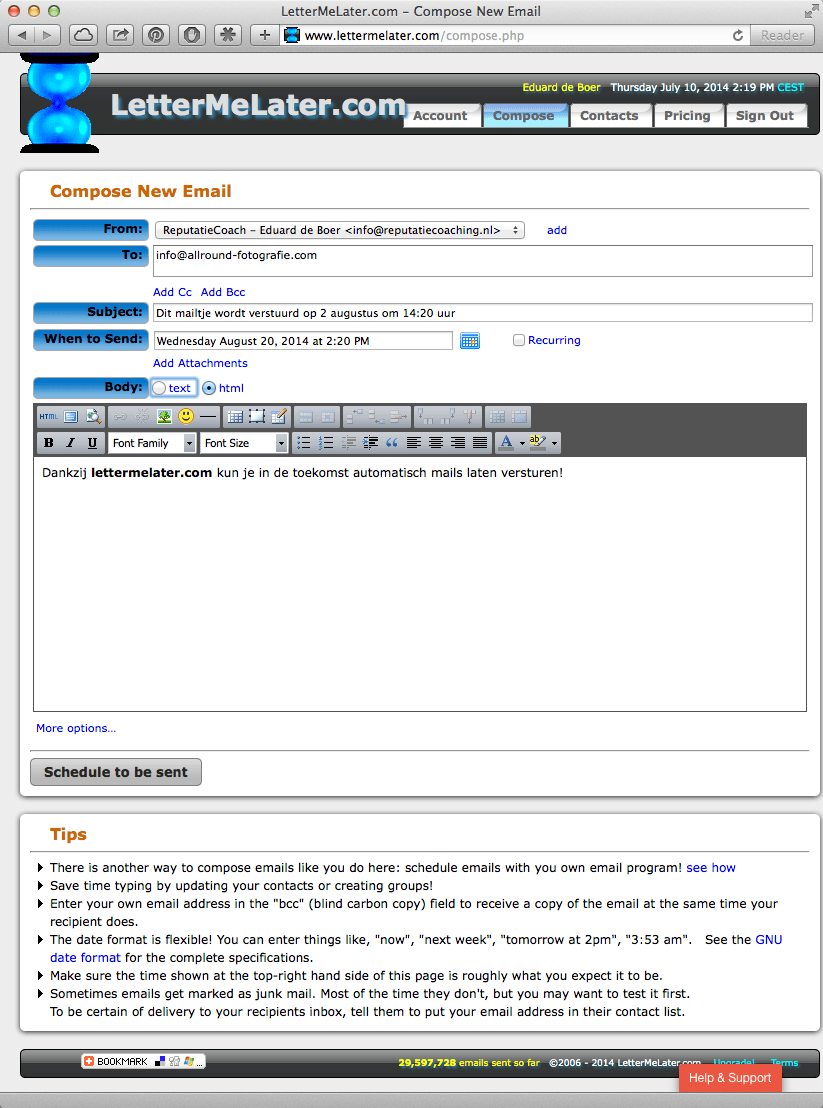 LetterMeLater.com – Compose New Email
www.lettermelater.com/compose.php
Reader
Eduard de Boer Thursday July 10, 2014 2:19 PM CEST
LetterMeLater.com
Account Compose Contacts Pricing Sign Out
Compose New Email
From: ReputatieCoach – Eduard de Boer <info@reputatiecoaching.nl> add
To: info@allround-fotografie.com
Add Cc Add Bcc
Subject: Dit mailtje wordt verstuurd op 2 augustus om 14:20 uur
When to Send: Wednesday August 20, 2014 at 2:20 PM Recurring
Add Attachments
Body: text html
HTML
B I U Font Family Font Size A ab
Dankzij lettermelater.com kun je in de toekomst automatisch mails laten versturen!
More options...
Schedule to be sent
Tips
There is another way to compose emails like you do here: schedule emails with you own email program! see how
Save time typing by updating your contacts or creating groups!
Enter your own email address in the "bcc" (blind carbon copy) field to receive a copy of the email at the same time your
recipient does.
The date format is flexible! You can enter things like, "now", "next week", "tomorrow at 2pm", "3:53 am". See the GNU
date format for the complete specifications.
Make sure the time shown at the top-right hand side of this page is roughly what you expect it to be.
Sometimes emails get marked as junk mail. Most of the time they don't, but you may want to test it first.
To be certain of delivery to your recipients inbox, tell them to put your email address in their contact list.
BOOKMARK ...
29,597,728 emails sent so far ©2006 - 2014 LetterMeLater.com Upgrade! Terms
Help & Support